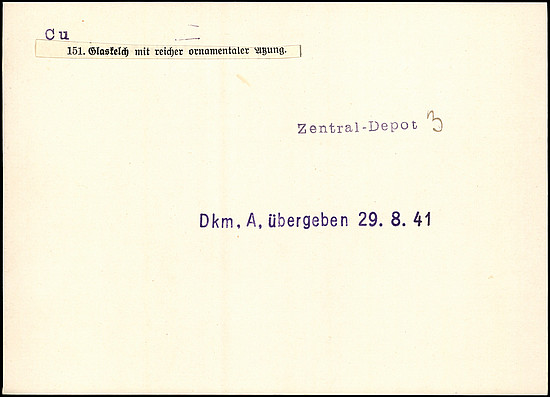 Cu
151. Glaskelch mit reicher ornamentaler Ätzung.
Zentral-Depot 3
Dkm. A. übergeben 29. 8. 41